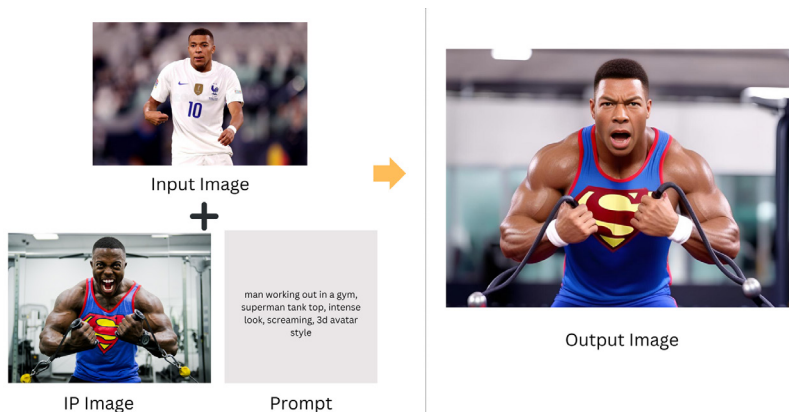 10
Input Image
man working out in a gym,
superman tank top, intense
look, screaming, 3d avatar
style
IP Image
Prompt
S
S
Output Image